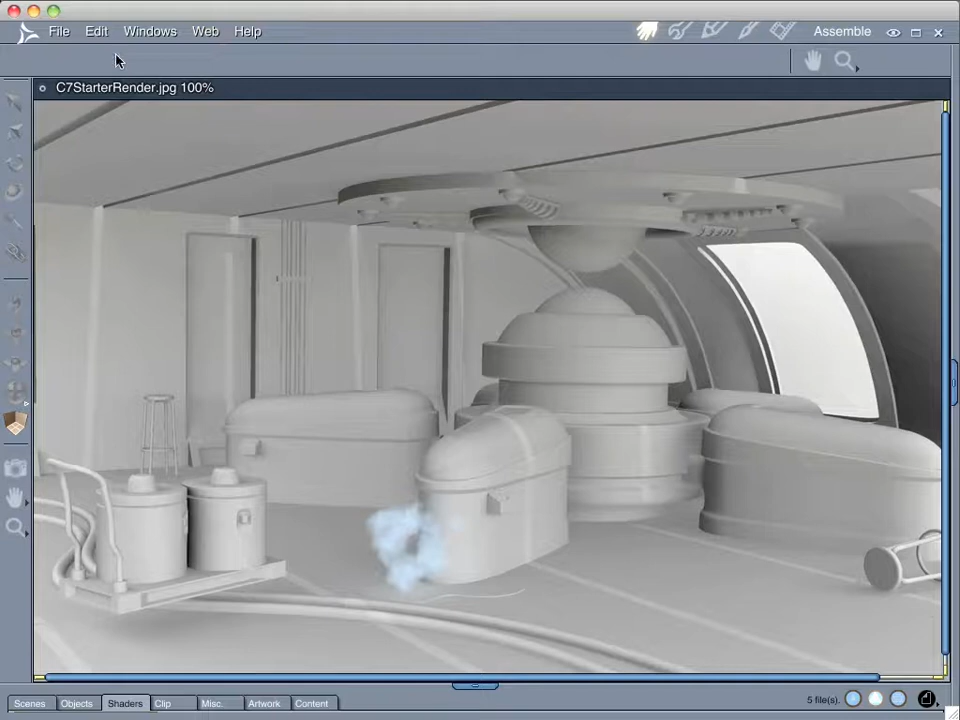 File Edit Windows Web Help Assemble
C7StarterRender.jpg 100%
Scenes Objects Shaders Clip Misc. Artwork Content 5 file(s)